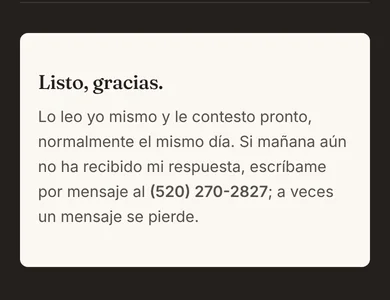 Listo, gracias.
Lo leo yo mismo y le contesto pronto,
normalmente el mismo día. Si mañana aún
no ha recibido mi respuesta, escríbame
por mensaje al (520) 270-2827; a veces
un mensaje se pierde.